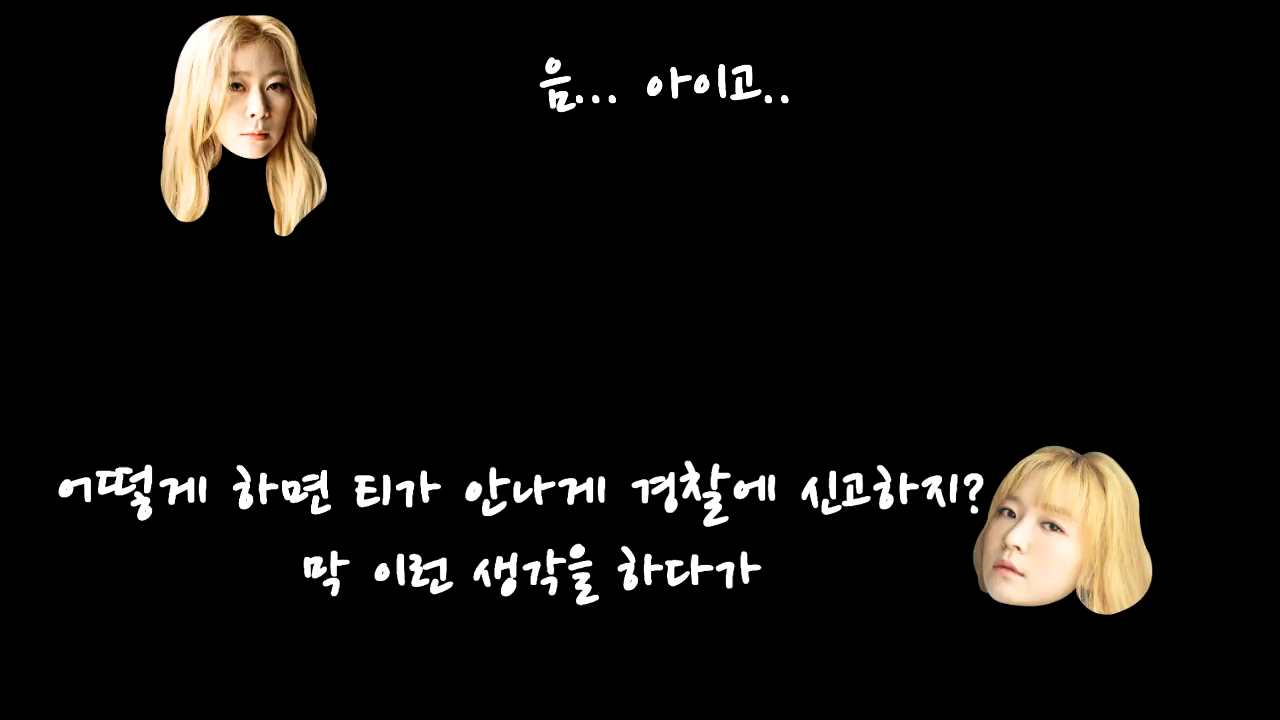 음... 아이고..
어떻게 하면 티가 안나게 경찰에 신고하지?
막 이런 생각을 하다가